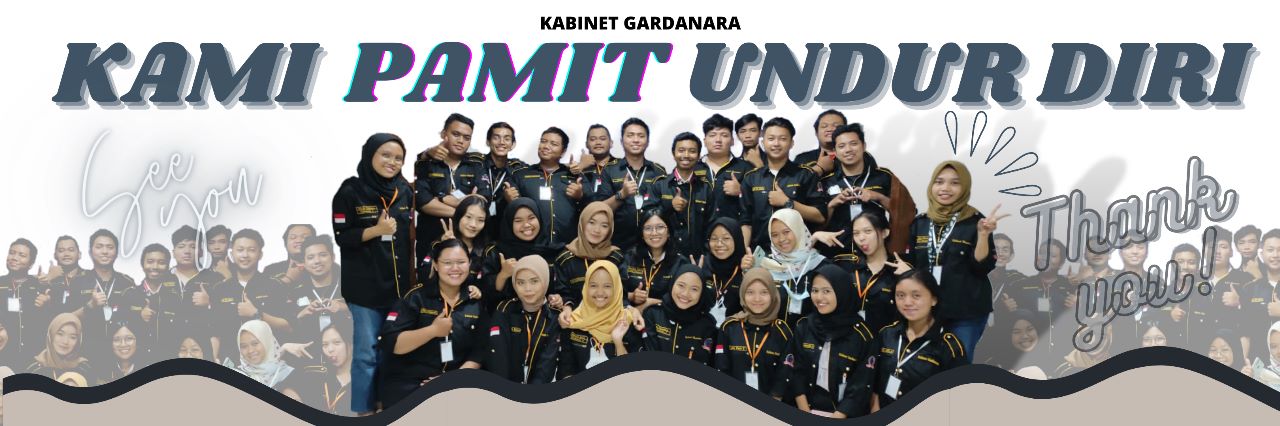 KABINET GARDANARA
KAMI PAMIT UNDUR DIRI
See
you
Thank
you!